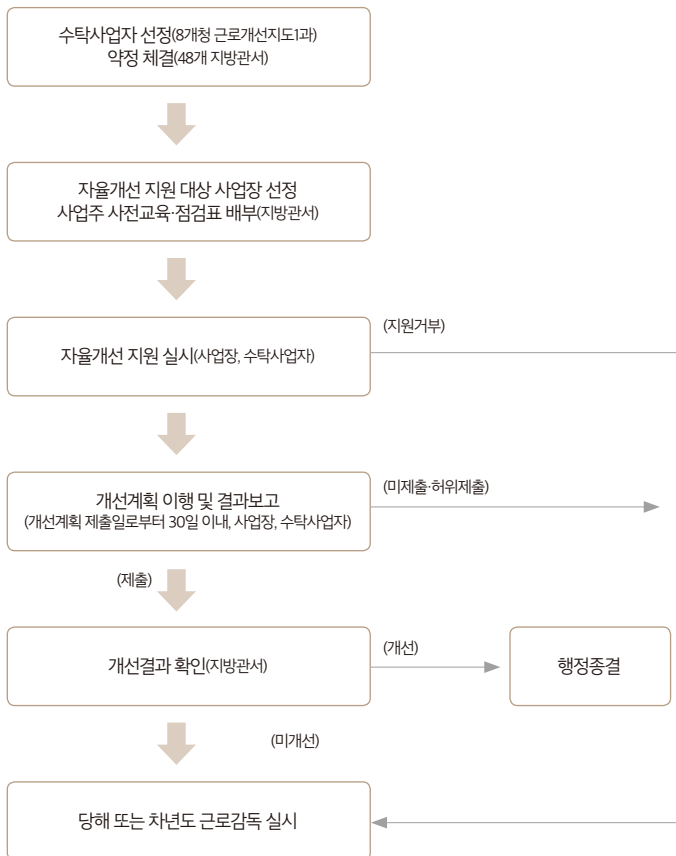 수탁사업자 선정(8개청 근로개선지도1과)
약정 체결(48개 지방관서)
자율개선 지원 대상 사업장 선정
사업주 사전교육·점검표 배부(지방관서)
(지원거부)
자율개선 지원 실시(사업장, 수탁사업자)
(미제출·허위제출)
개선계획 이행 및 결과보고
(개선계획 제출일로부터 30일 이내, 사업장, 수탁사업자)
(제출)
(개선)
개선결과 확인(지방관서)
행정종결
(미개선)
당해 또는 차년도 근로감독 실시